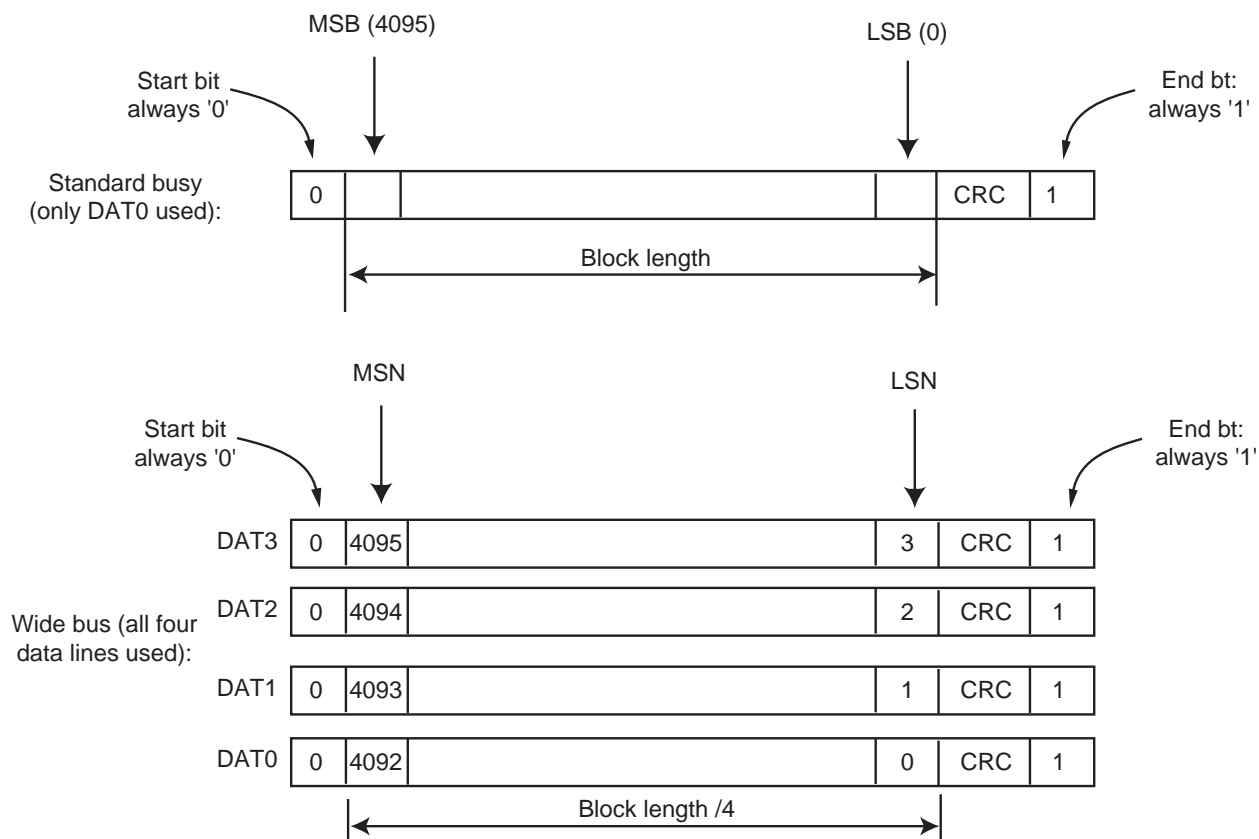 MSB (4095)
LSB (0)
Start bit
always '0'
End bt:
always '1'
Standard busy
(only DAT0 used):
0
CRC
1
Block length
MSN
LSN
Start bit
always '0'
End bt:
always '1'
DAT3 0 4095 3 CRC 1
DAT2 0 4094 2 CRC 1
Wide bus (all four
data lines used):
DAT1 0 4093 1 CRC 1
DAT0 0 4092 0 CRC 1
Block length /4